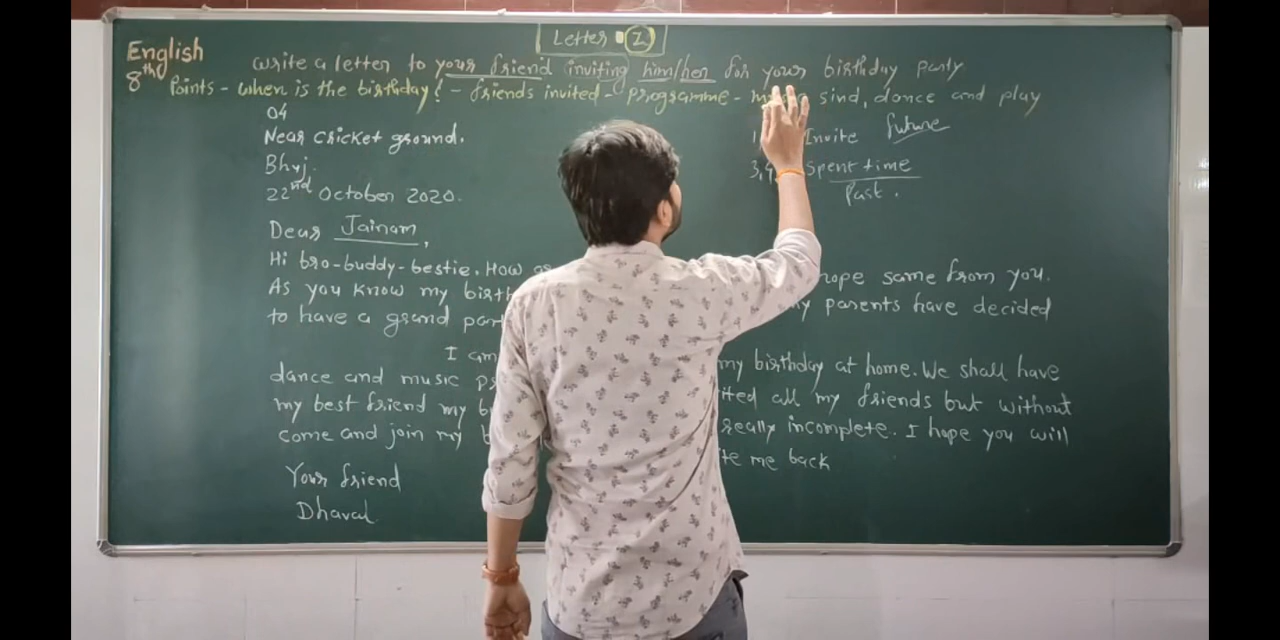 Letter 2
English
8th
Write a letter to your friend inviting him/her for your birthday party
Points - When is the birthday? - friends invited - programme - sind, dance and play
04
Near cricket ground.
Bhuj.
22nd October 2020.
Invite future
3, Spent time
Past.
Dear Jainam,
Hi bro-buddy-bestie. How hope same from you.
As you know my parents have decided
to have a grand
I am my birthday at home. We shall have
dance and music all my friends but without
my best friend my really incomplete. I hope you will
come and join my me back
Your friend
Dhaval.